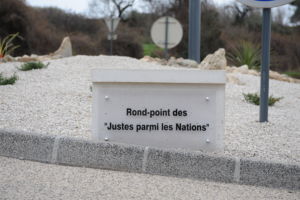 Rond-point des
"Justes parmi les Nations"